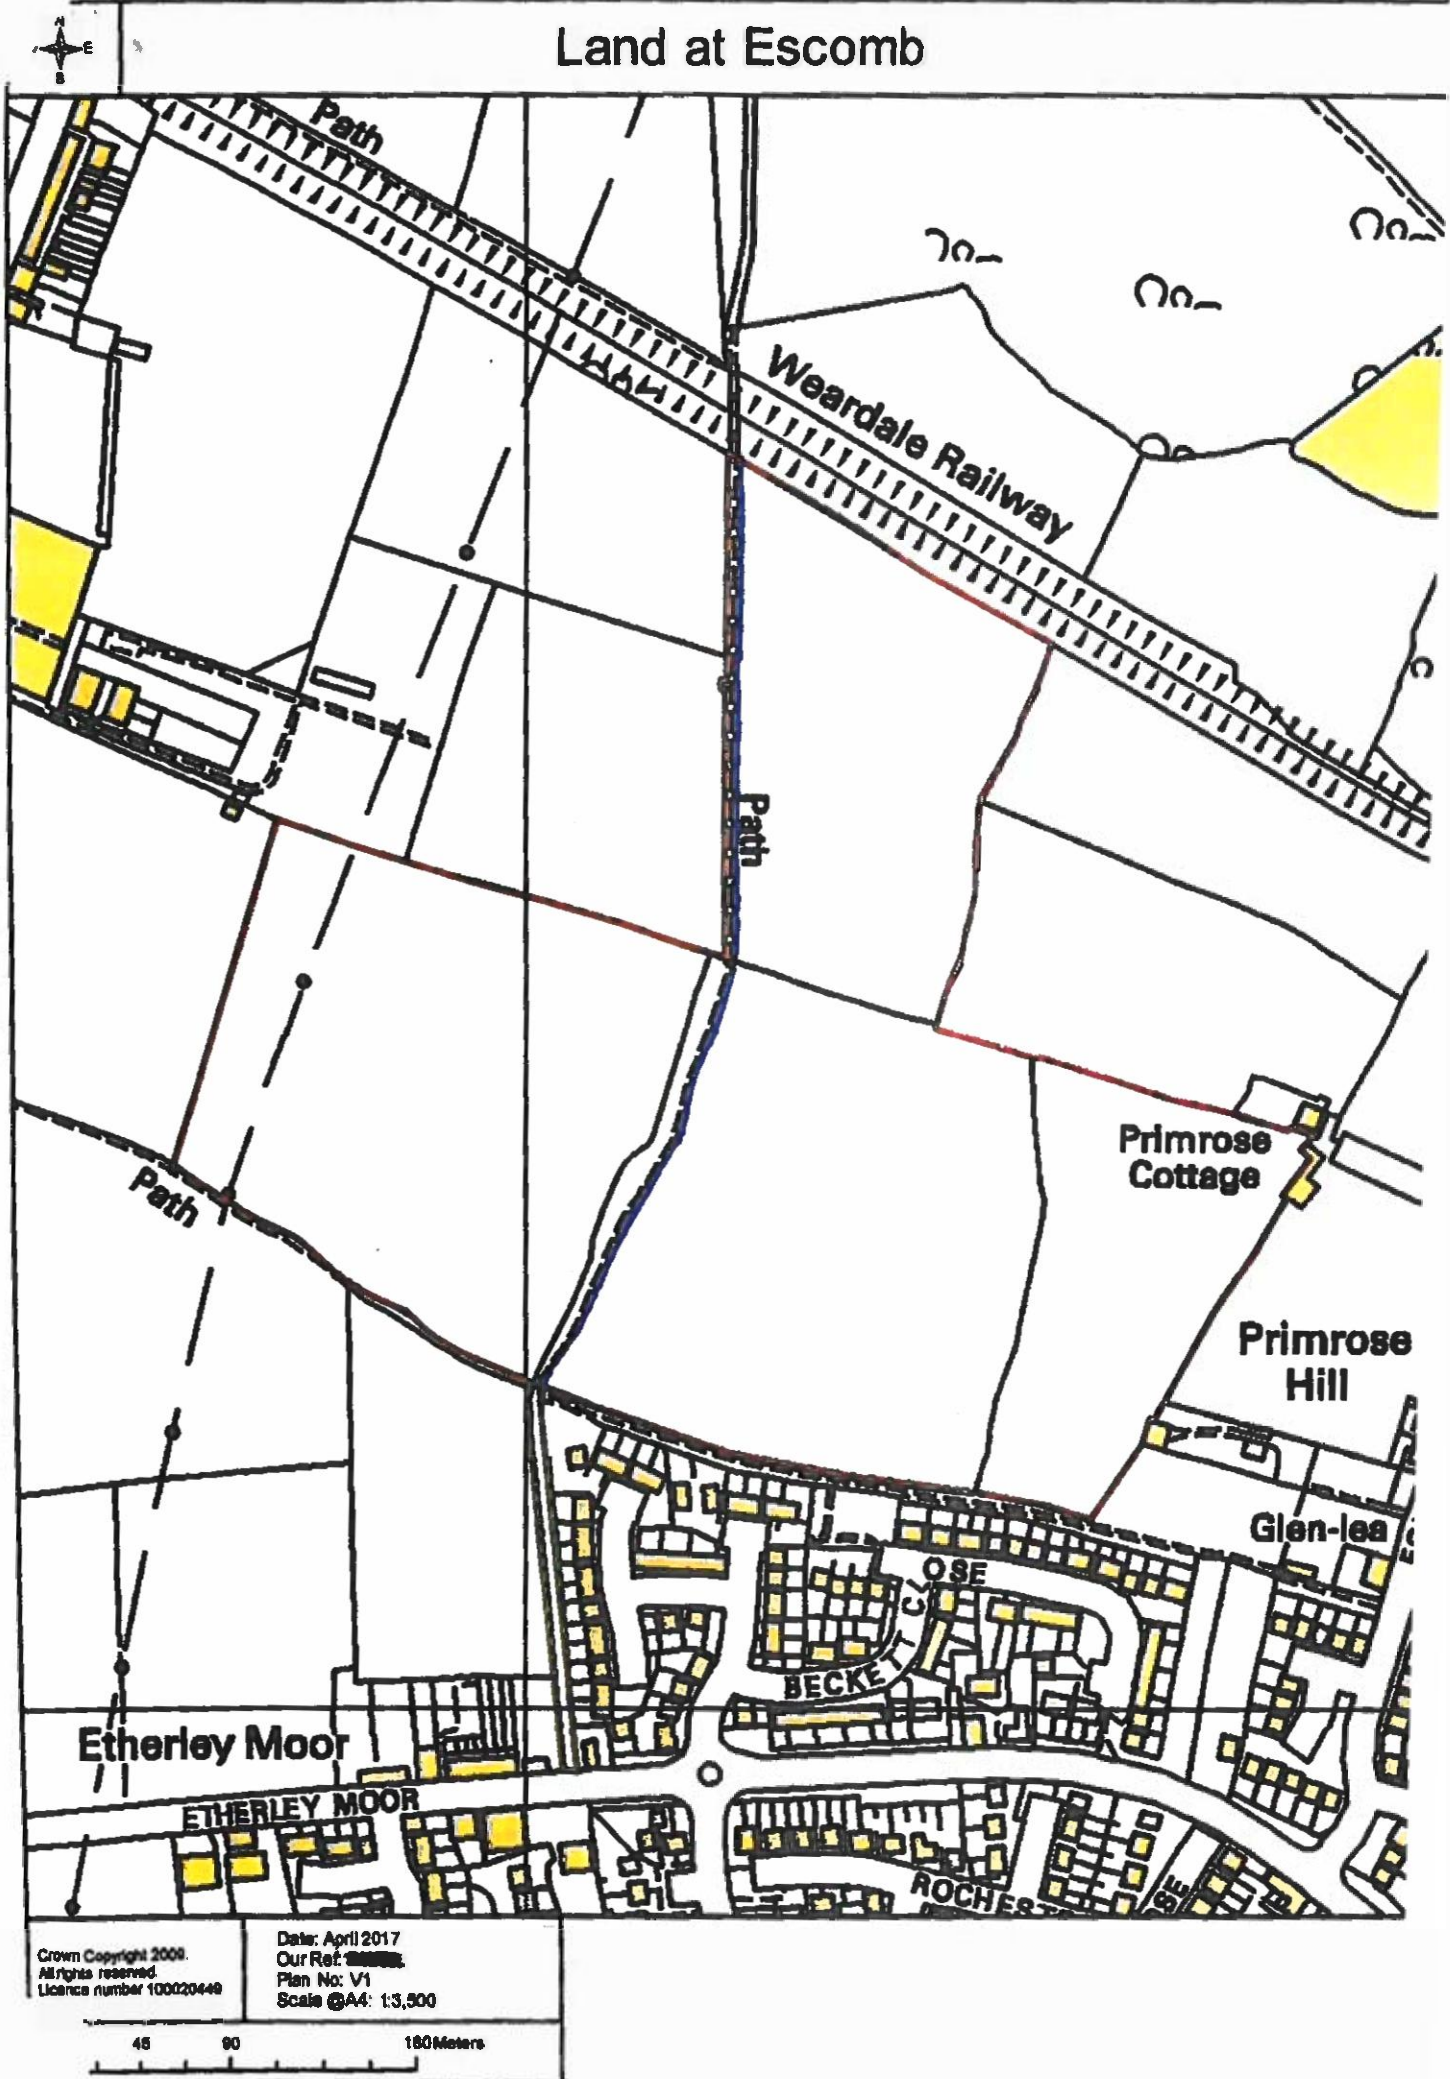 N
E
S
Land at Escomb
Path
Weardale Railway
Path
Primrose
Cottage
Path
Primrose
Hill
Glen-lea
CLOSE
BECKETT
Etherley Moor
ETHERLEY MOOR
Crown Copyright 2009.
All rights reserved.
Licence number 100020449
Date: April 2017
Our Ref:
Plan No: V1
Scale @A4: 1:3,500
45 90 180 Meters